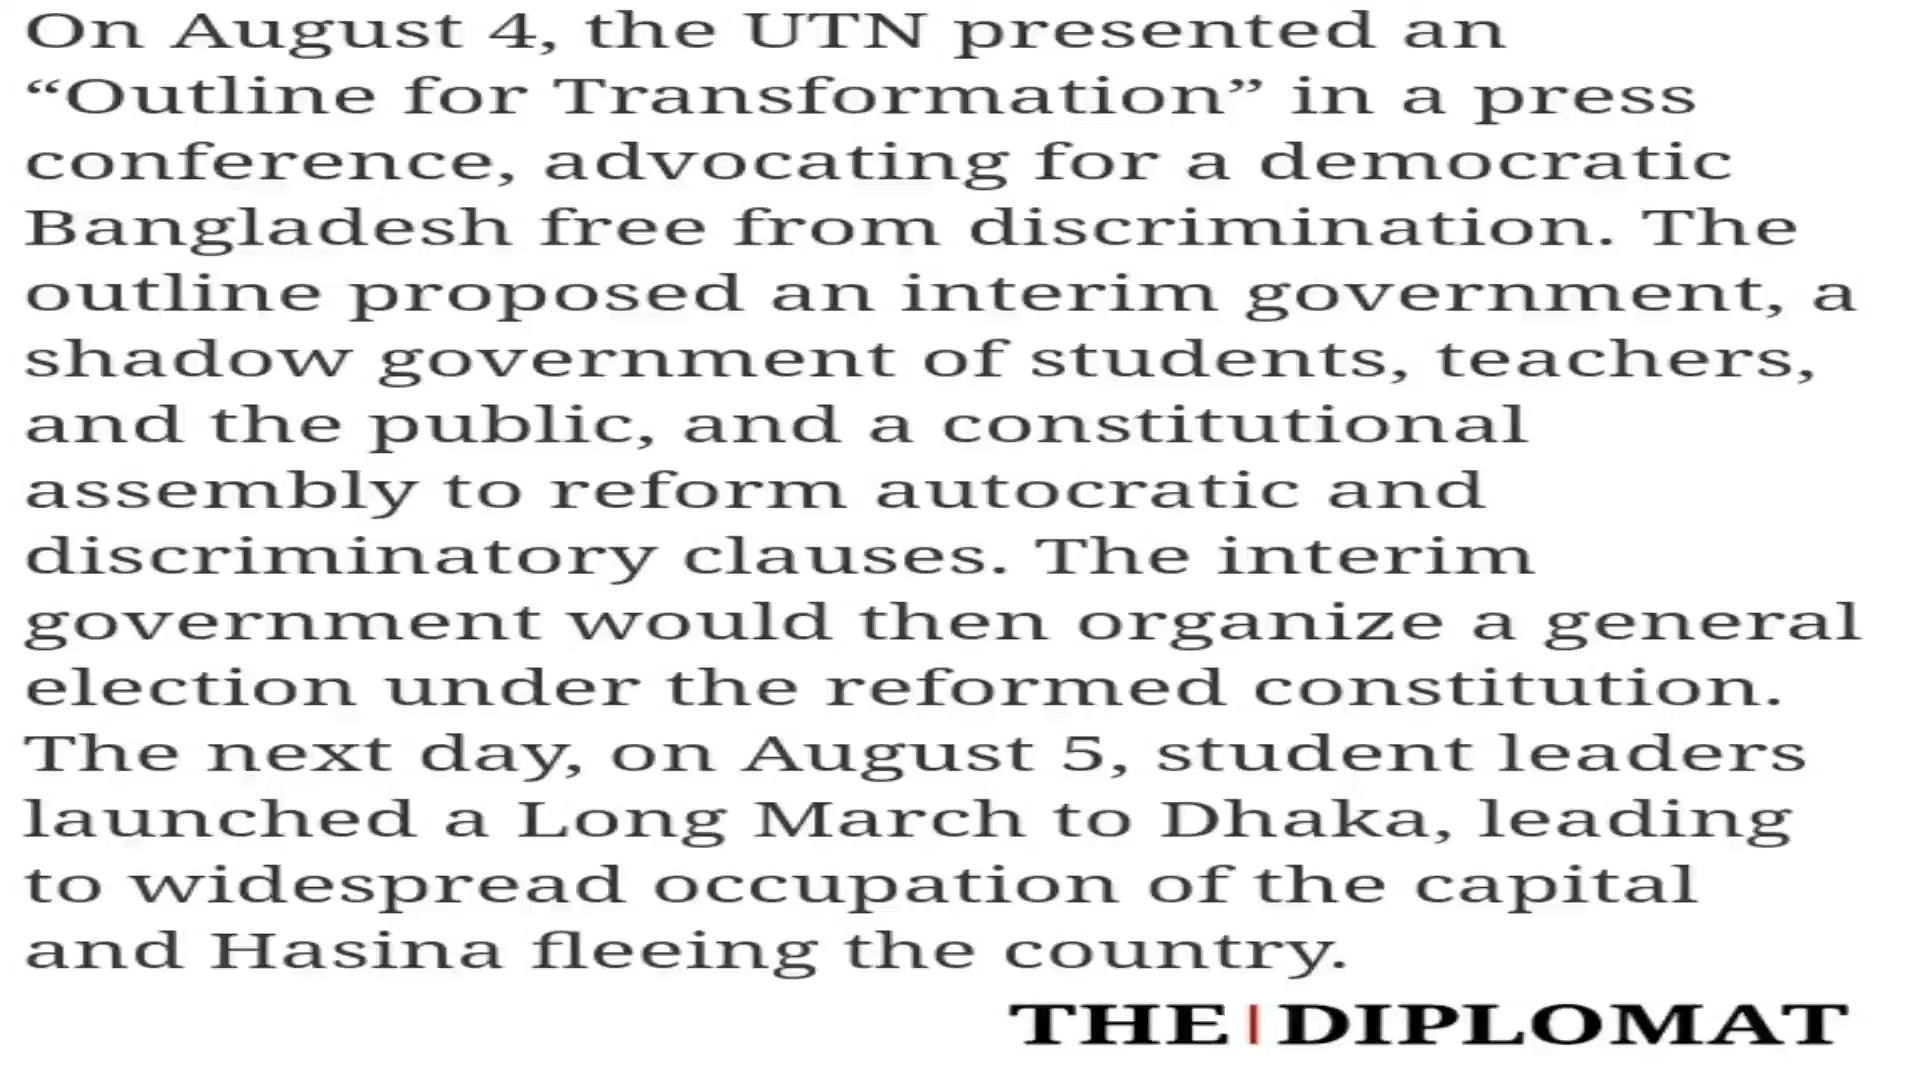 On August 4, the UTN presented an
“Outline for Transformation” in a press
conference, advocating for a democratic
Bangladesh free from discrimination. The
outline proposed an interim government, a
shadow government of students, teachers,
and the public, and a constitutional
assembly to reform autocratic and
discriminatory clauses. The interim
government would then organize a general
election under the reformed constitution.
The next day, on August 5, student leaders
launched a Long March to Dhaka, leading
to widespread occupation of the capital
and Hasina fleeing the country.
THE|DIPLOMAT